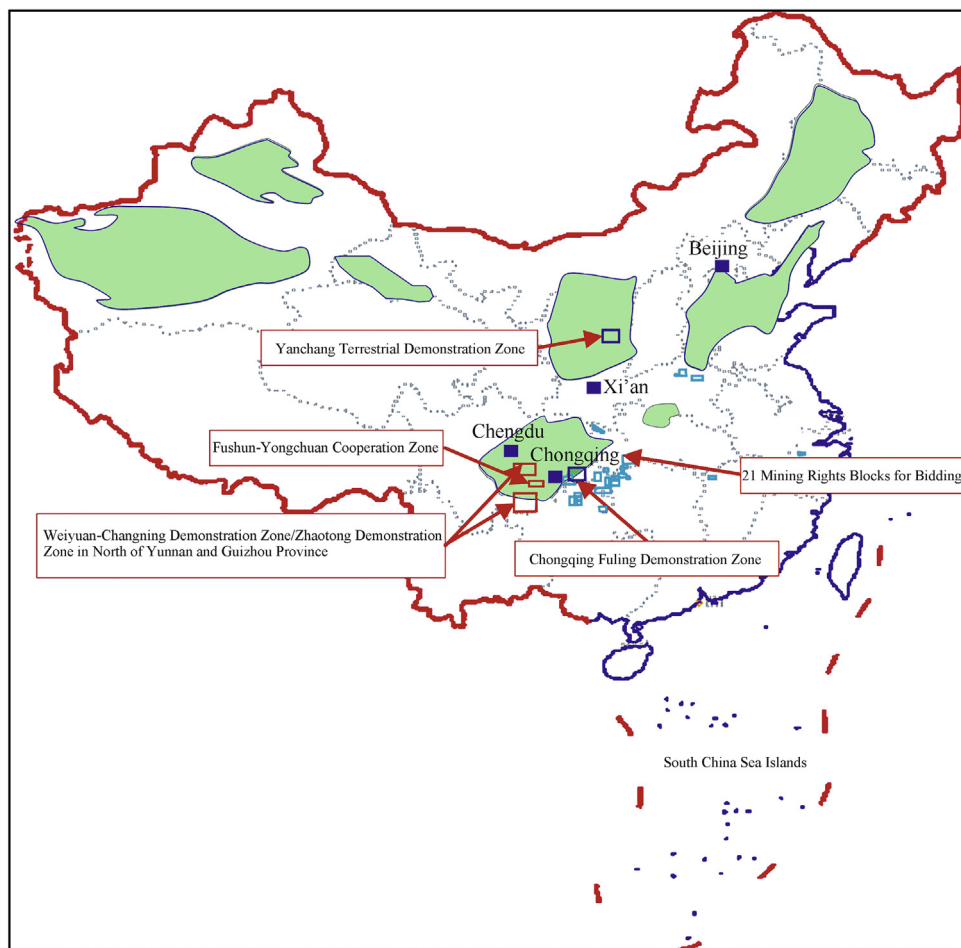 Beijing
Yanchang Terrestrial Demonstration Zone
Xi'an
Chengdu
Fushun-Yongchuan Cooperation Zone
Chongqing
21 Mining Rights Blocks for Bidding
Weiyuan-Changning Demonstration Zone/Zhaotong Demonstration
Zone in North of Yunnan and Guizhou Province
Chongqing Fuling Demonstration Zone
South China Sea Islands